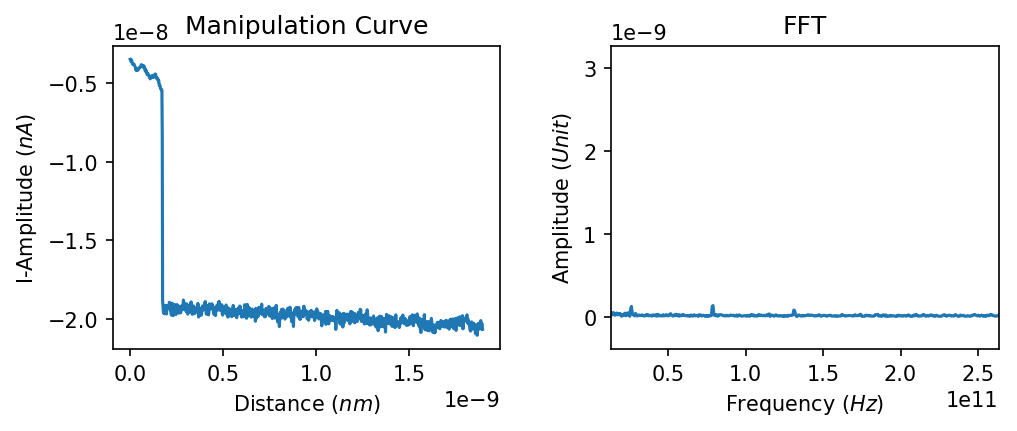 Manipulation Curve
1e−8
I-Amplitude (nA)
−0.5
−1.0
−1.5
−2.0
0.0
0.5
1.0
1.5
1e−9
Distance (nm)
FFT
1e−9
Amplitude (Unit)
3
2
1
0
0.5
1.0
1.5
2.0
2.5
1e11
Frequency (Hz)